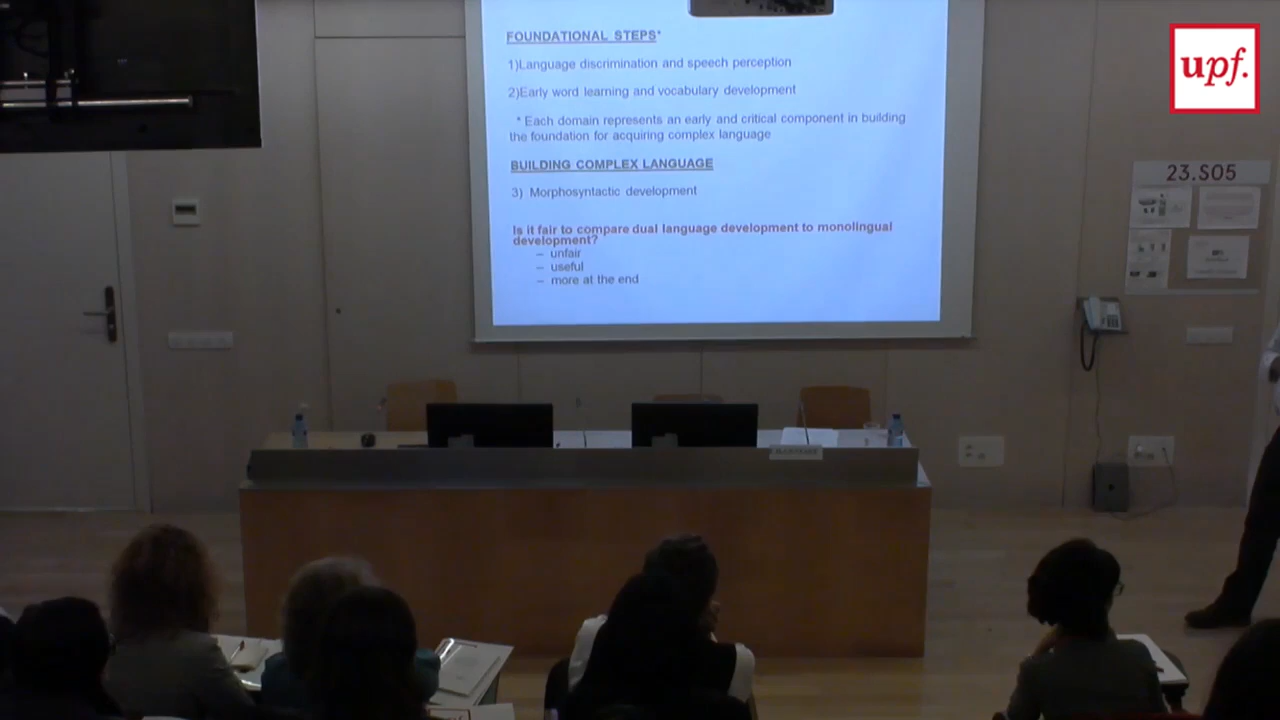 FOUNDATIONAL STEPS*
1)Language discrimination and speech perception
2)Early word learning and vocabulary development
* Each domain represents an early and critical component in building
the foundation for acquiring complex language
BUILDING COMPLEX LANGUAGE
3) Morphosyntactic development
Is it fair to compare dual language development to monolingual
development?
– unfair
– useful
– more at the end
upf.
23.S05